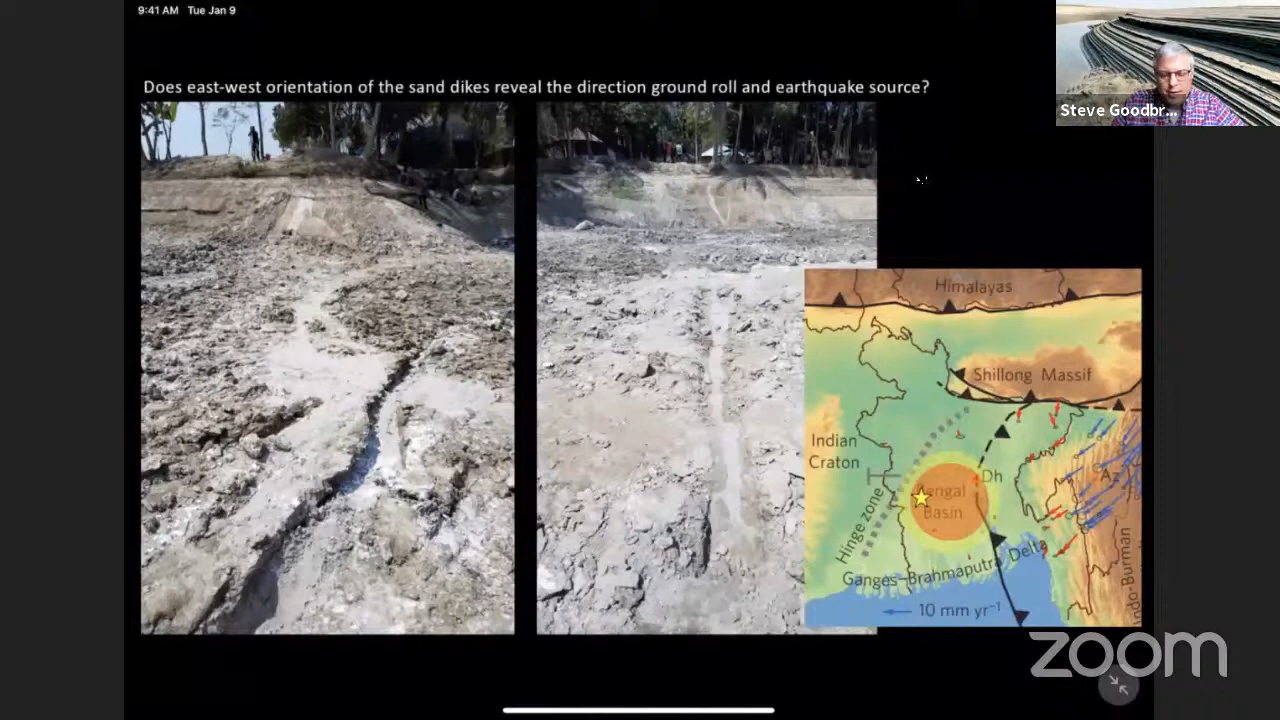 9:41 AM Tue Jan 9
Steve Goodbr...
Does east-west orientation of the sand dikes reveal the direction ground roll and earthquake source?
Himalayas
Shillong Massif
Indian
Craton
Dh
Bengal
Basin
Hinge zone
Ganges–Brahmaputra Delta
Indo-Burman
10 mm yr⁻¹
zoom